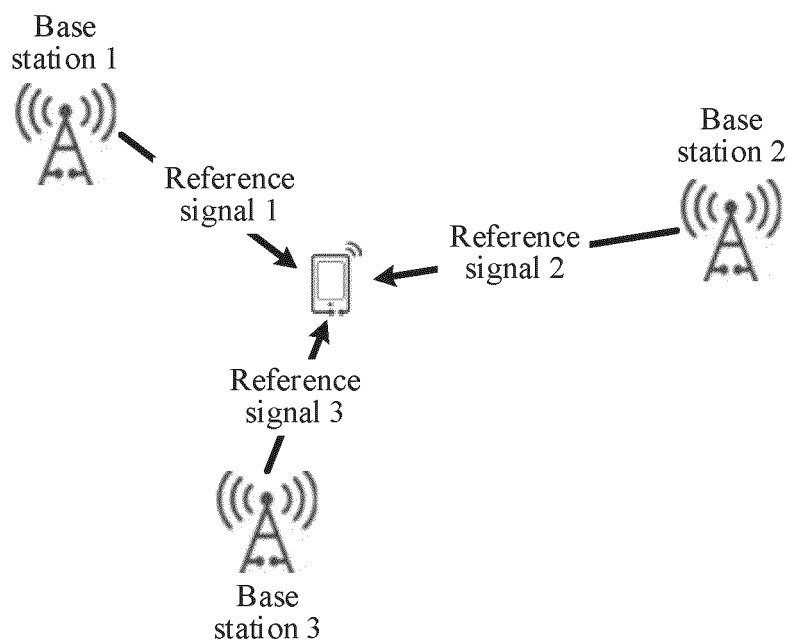 Base
station 1
Base
station 2
Reference
signal 1
Reference
signal 2
Reference
signal 3
Base
station 3